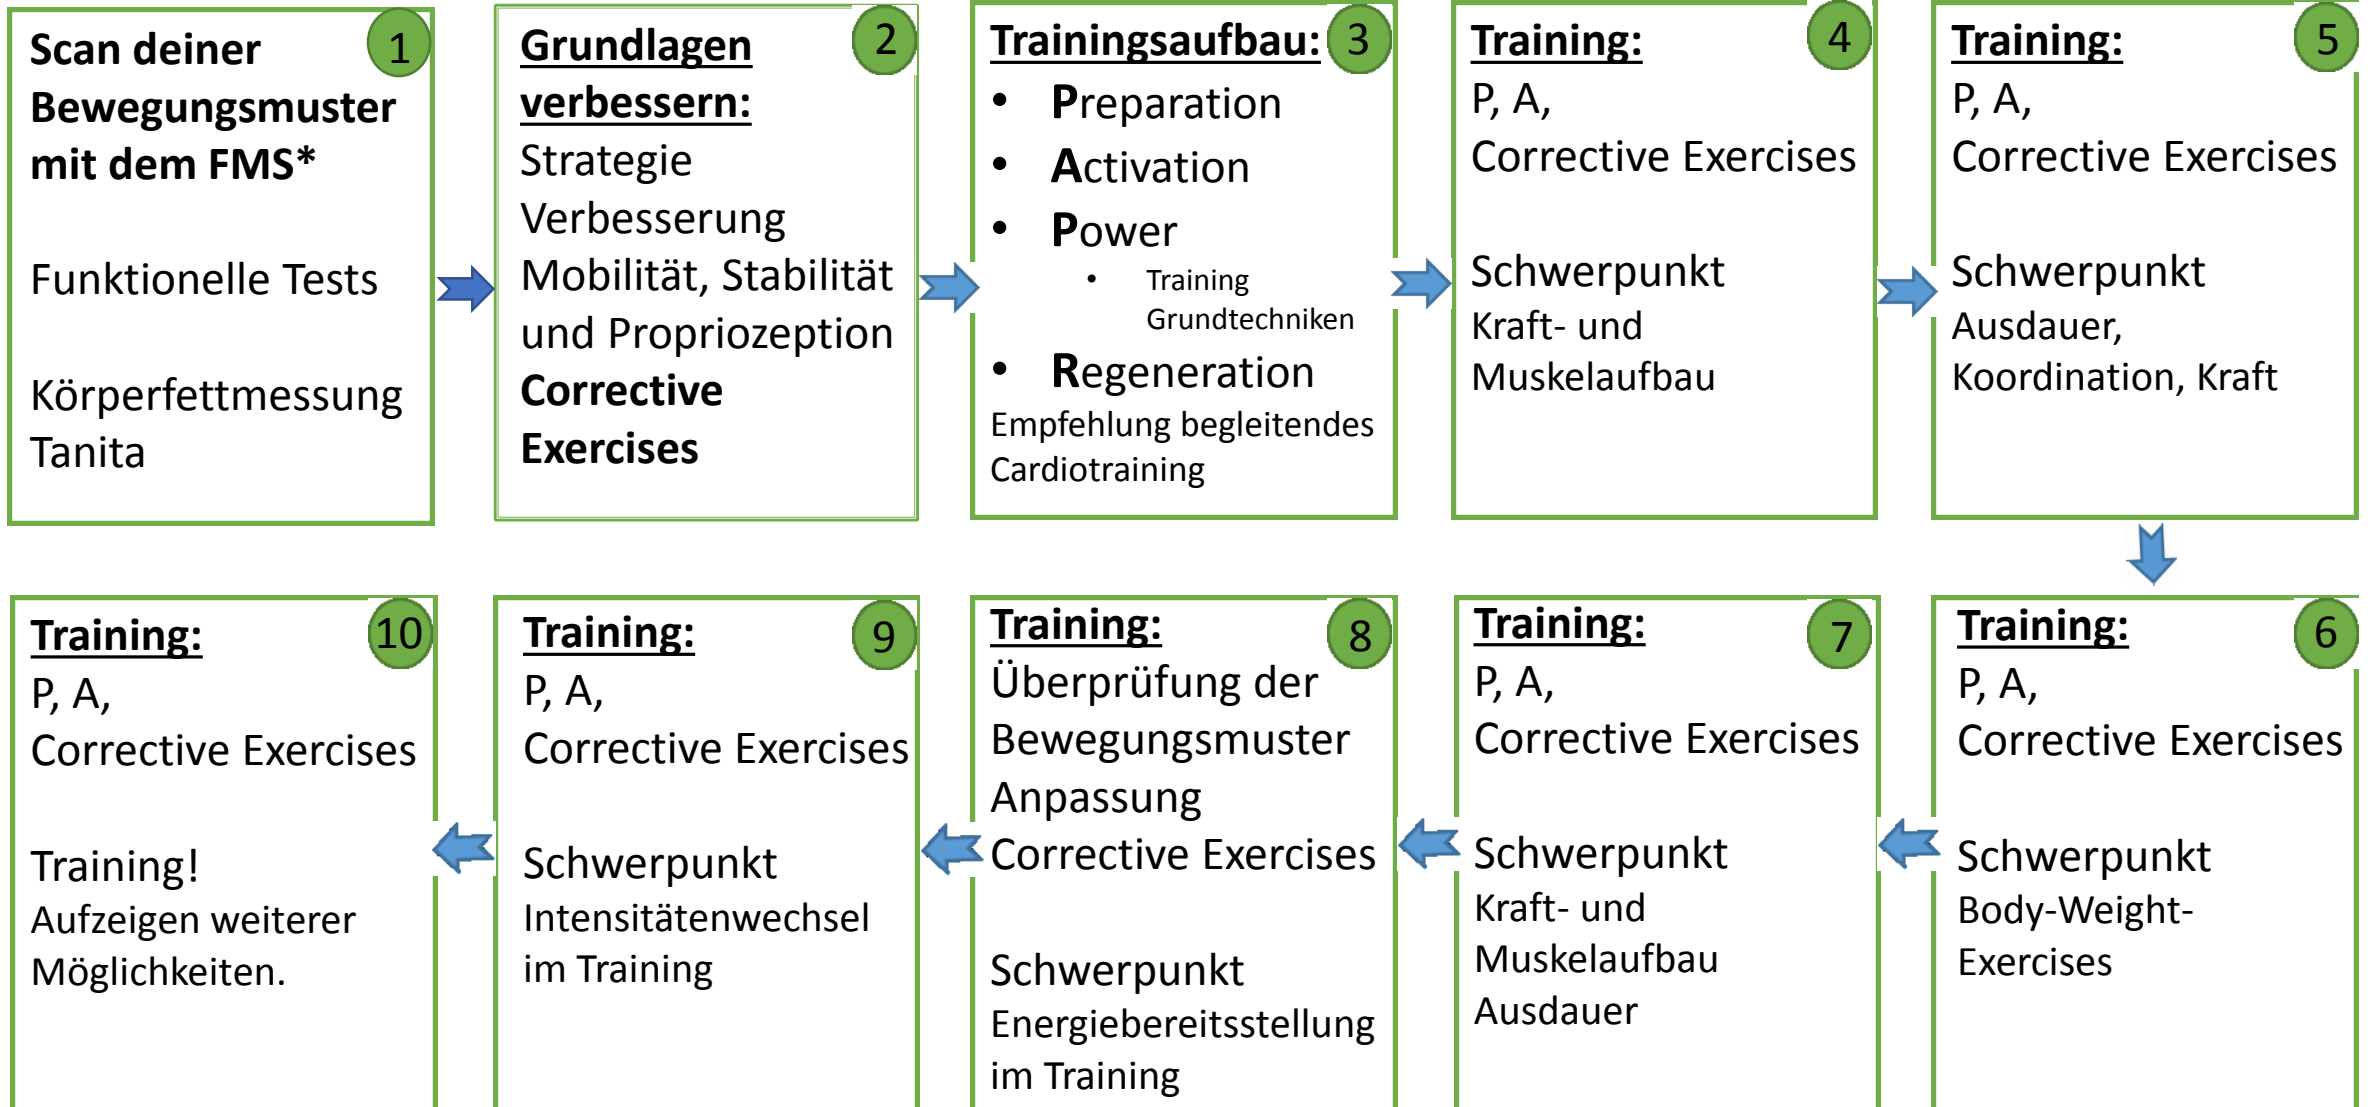 1
Scan deiner
Bewegungsmuster
mit dem FMS*
Funktionelle Tests
Körperfettmessung
Tanita
2
Grundlagen
verbessern:
Strategie
Verbesserung
Mobilität, Stabilität
und Propriozeption
Corrective
Exercises
3
Trainingsaufbau:
• Preparation
• Activation
• Power
• Training
Grundtechniken
• Regeneration
Empfehlung begleitendes
Cardiotraining
4
Training:
P, A,
Corrective Exercises
Schwerpunkt
Kraft- und
Muskelaufbau
5
Training:
P, A,
Corrective Exercises
Schwerpunkt
Ausdauer,
Koordination, Kraft
6
Training:
P, A,
Corrective Exercises
Schwerpunkt
Body-Weight-
Exercises
7
Training:
P, A,
Corrective Exercises
Schwerpunkt
Kraft- und
Muskelaufbau
Ausdauer
8
Training:
Überprüfung der
Bewegungsmuster
Anpassung
Corrective Exercises
Schwerpunkt
Energiebereitsstellung
im Training
9
Training:
P, A,
Corrective Exercises
Schwerpunkt
Intensitätenwechsel
im Training
10
Training:
P, A,
Corrective Exercises
Training!
Aufzeigen weiterer
Möglichkeiten.